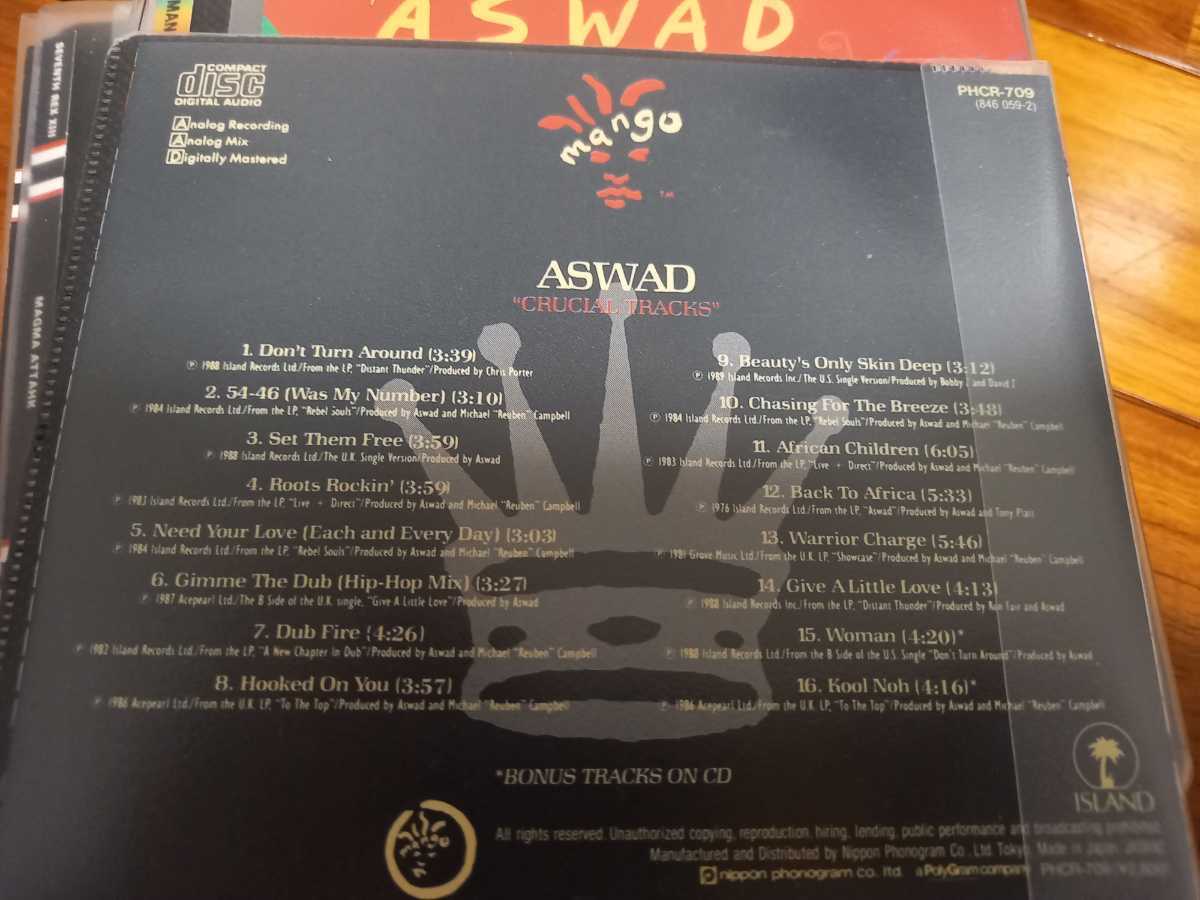 ASWAD
MAN
SEVENTH REX XIII
MAGMA ATTAHK
COMPACT
disc
DIGITAL AUDIO
Analog Recording
Analog Mix
Digitally Mastered
mango
TM
PHCR-709
(846 059-2)
ASWAD
"CRUCIAL TRACKS"
1. Don't Turn Around (3:39)
℗ 1988 Island Records Ltd./From the LP, "Distant Thunder"/Produced by Chris Porter
2. 54-46 (Was My Number) (3:10)
℗ 1984 Island Records Ltd./From the LP, "Rebel Souls"/Produced by Aswad and Michael "Reuben" Campbell
3. Set Them Free (3:59)
℗ 1988 Island Records Ltd./The U.K. Single Version/Produced by Aswad
4. Roots Rockin' (3:59)
℗ 1983 Island Records Ltd./From the LP, "Live + Direct"/Produced by Aswad and Michael "Reuben" Campbell
5. Need Your Love (Each and Every Day) (3:03)
℗ 1984 Island Records Ltd./From the LP, "Rebel Souls"/Produced by Aswad and Michael "Reuben" Campbell
6. Gimme The Dub (Hip-Hop Mix) (3:27)
℗ 1987 Acepearl Ltd./The B Side of the U.K. single, "Give A Little Love"/Produced by Aswad
7. Dub Fire (4:26)
℗ 1982 Island Records Ltd./From the LP, "A New Chapter In Dub"/Produced by Aswad and Michael "Reuben" Campbell
8. Hooked On You (3:57)
℗ 1986 Acepearl Ltd./From the U.K. LP, "To The Top"/Produced by Aswad and Michael "Reuben" Campbell
9. Beauty's Only Skin Deep (3:12)
℗ 1989 Island Records Inc./The U.S. Single Version/Produced by Bobby Z and David Z
10. Chasing For The Breeze (3:48)
℗ 1984 Island Records Ltd./From the LP, "Rebel Souls"/Produced by Aswad and Michael "Reuben" Campbell
11. African Children (6:05)
℗ 1983 Island Records Ltd./From the LP, "Live + Direct"/Produced by Aswad and Michael "Reuben" Campbell
12. Back To Africa (5:33)
℗ 1976 Island Records Ltd./From the LP, "Aswad"/Produced by Aswad and Tony Platt
13. Warrior Charge (5:46)
℗ 1981 Grove Music Ltd./From the U.K. LP, "Showcase"/Produced by Aswad and Michael "Reuben" Campbell
14. Give A Little Love (4:13)
℗ 1988 Island Records Inc./From the LP, "Distant Thunder"/Produced by Ron Fair and Aswad
15. Woman (4:20)*
℗ 1988 Island Records Ltd./From the B Side of the U.S. Single "Don't Turn Around"/Produced by Aswad
16. Kool Noh (4:16)*
℗ 1986 Acepearl Ltd./From the U.K. LP, "To The Top"/Produced by Aswad and Michael "Reuben" Campbell
*BONUS TRACKS ON CD
ISLAND
mango
All rights reserved. Unauthorized copying, reproduction, hiring, lending, public performance and broadcasting prohibited.
Manufactured and Distributed by Nippon Phonogram Co., Ltd. Tokyo. Made in Japan.
nippon phonogram co. ltd. a PolyGram company PHCR-709